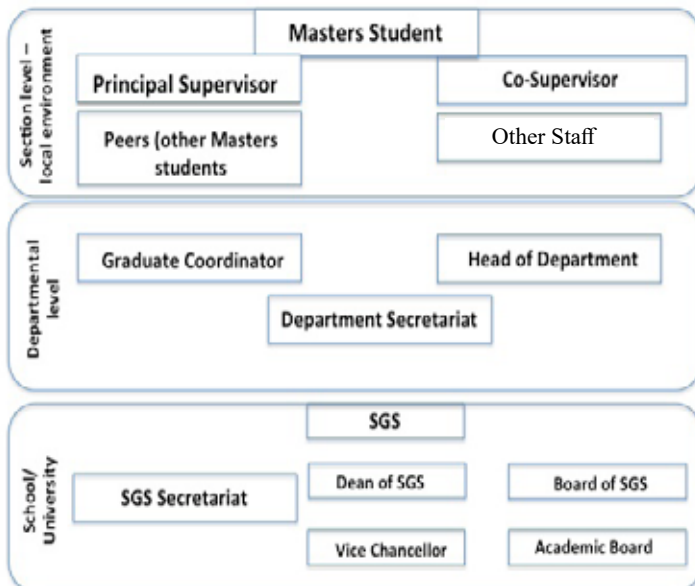 Masters Student
Section level –
local environment
Principal Supervisor
Co-Supervisor
Peers (other Masters
students
Other Staff
Departmental
level
Graduate Coordinator
Head of Department
Department Secretariat
School/
University
SGS
SGS Secretariat
Dean of SGS
Board of SGS
Vice Chancellor
Academic Board